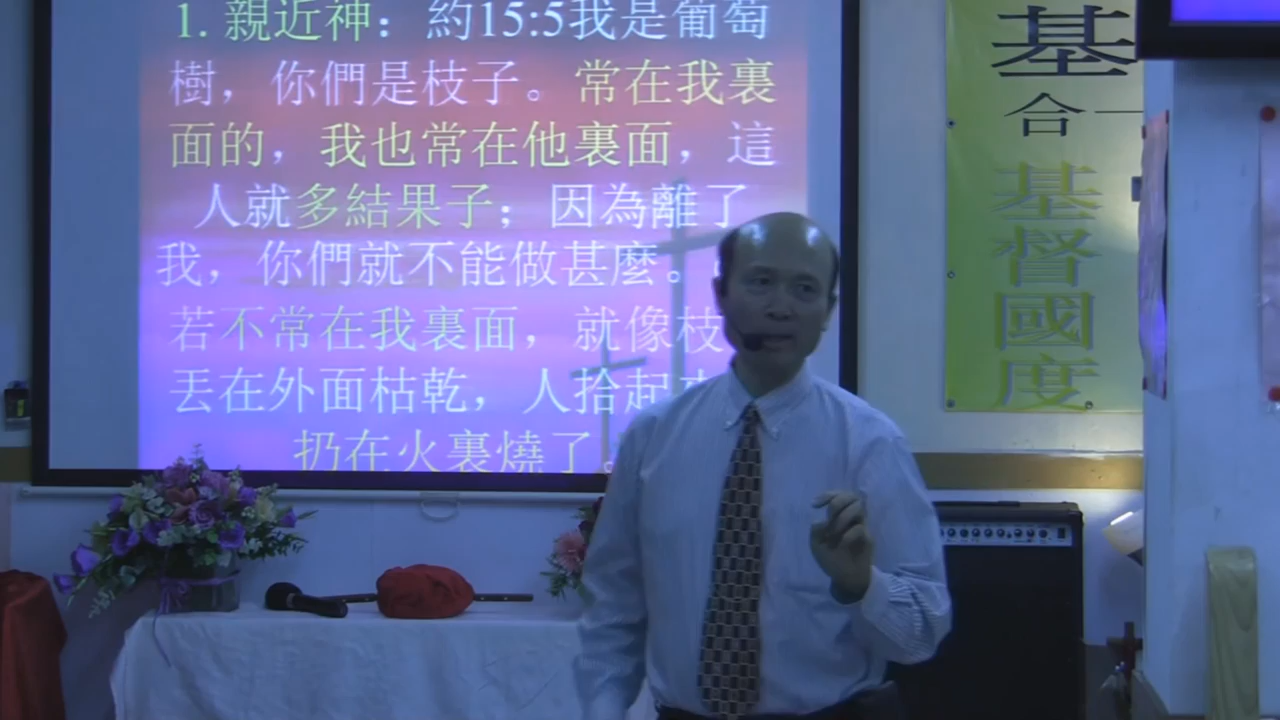 1. 親近神：約15:5我是葡萄
樹，你們是枝子。常在我裏
面的，我也常在他裏面，這
人就多結果子；因為離了
我，你們就不能做甚麼。
若不常在我裏面，就像枝
丟在外面枯乾，人拾起
扔在火裏燒了。
基
合一
基
督
國
度